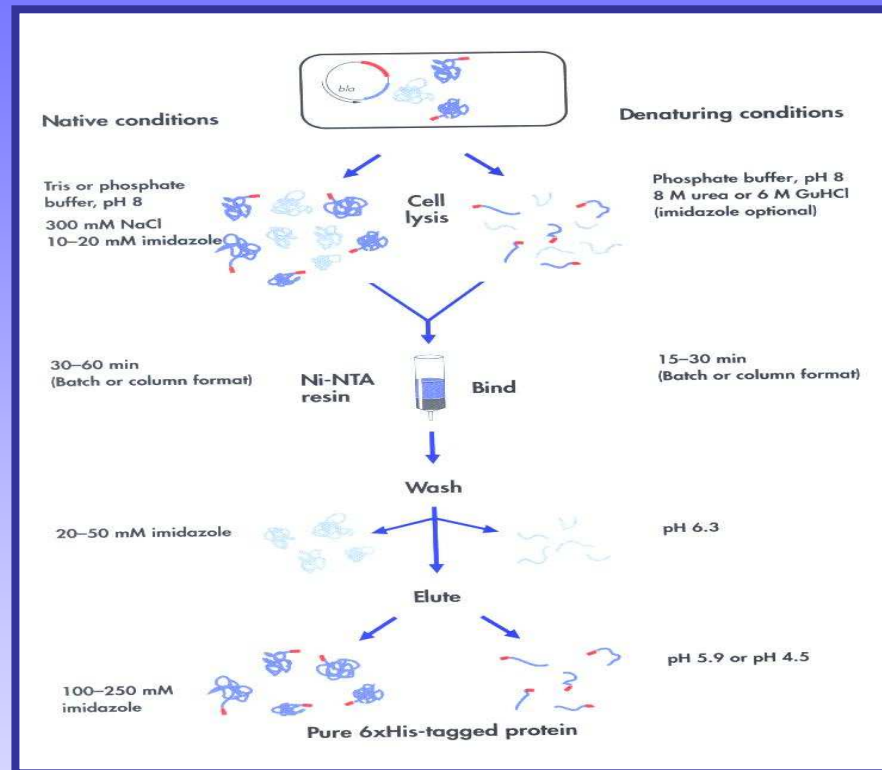 bla
Native conditions
Denaturing conditions
Tris or phosphate
buffer, pH 8
300 mM NaCl
10–20 mM imidazole
Cell
lysis
Phosphate buffer, pH 8
8 M urea or 6 M GuHCl
(imidazole optional)
30–60 min
(Batch or column format)
Ni-NTA
resin
Bind
15–30 min
(Batch or column format)
Wash
20–50 mM imidazole
pH 6.3
Elute
100–250 mM
imidazole
pH 5.9 or pH 4.5
Pure 6xHis-tagged protein